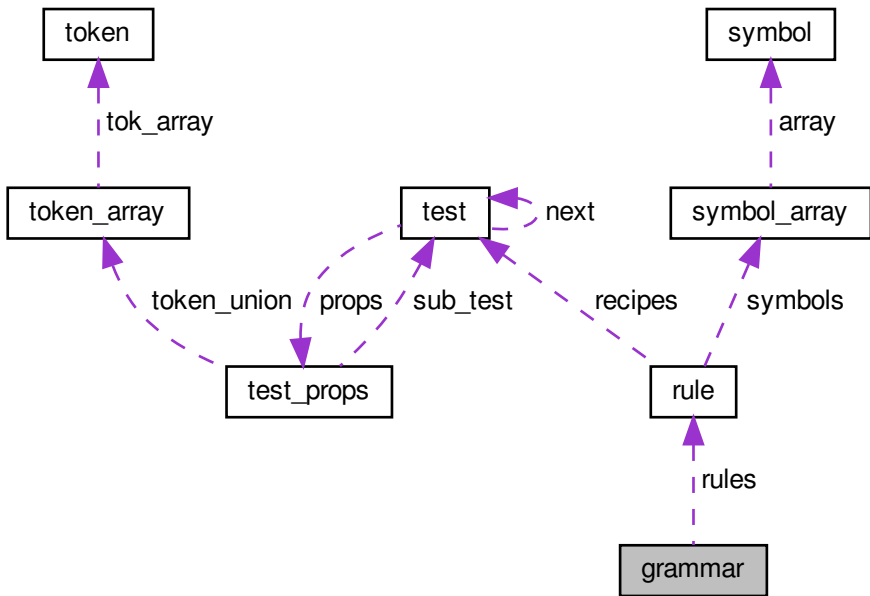 token
symbol
tok_array
array
token_array
test
next
symbol_array
token_union
props
sub_test
recipes
symbols
test_props
rule
rules
grammar